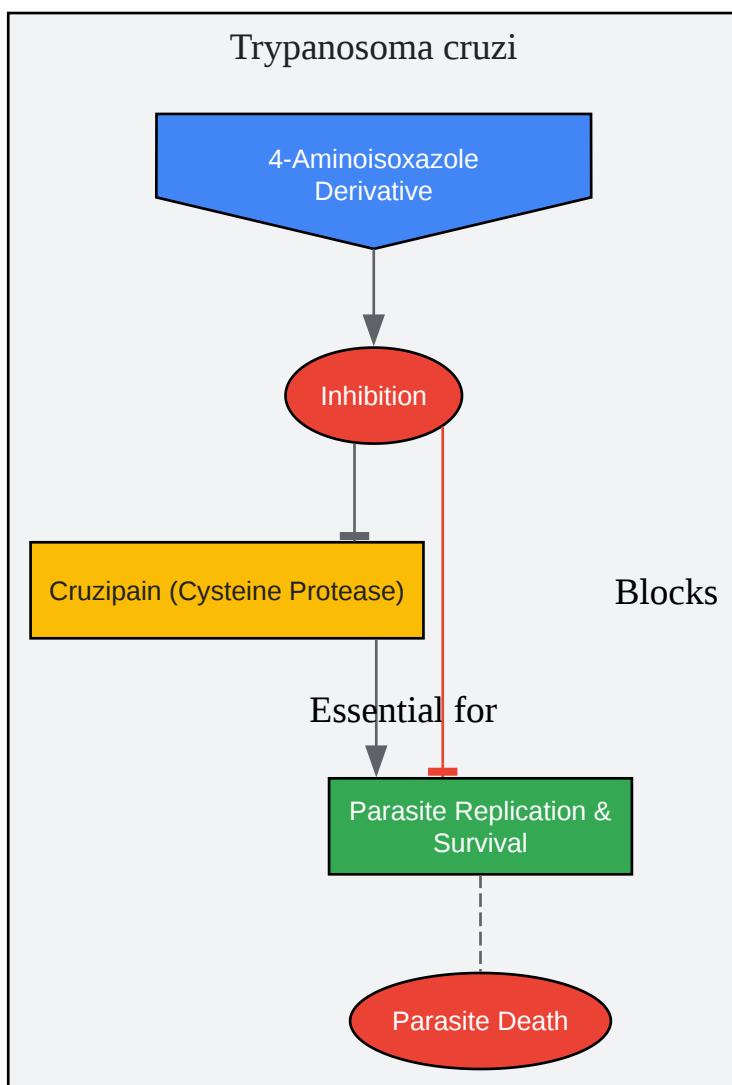 Trypanosoma cruzi
4-Aminoisoxazole
Derivative
Inhibition
Cruzipain (Cysteine Protease)
Blocks
Essential for
Parasite Replication &
Survival
Parasite Death